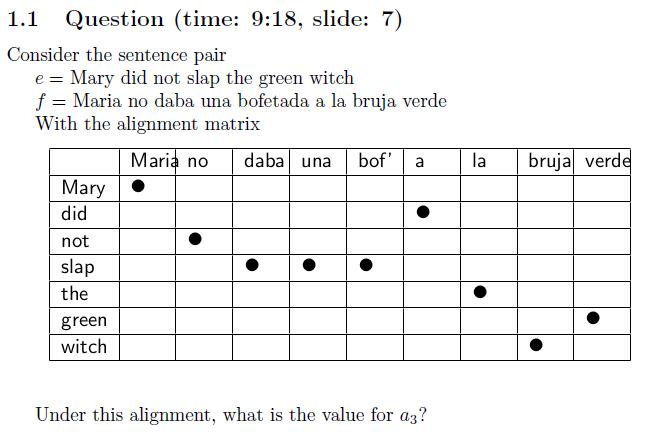 1.1 Question (time: 9:18, slide: 7)
Consider the sentence pair
e = Mary did not slap the green witch
f = Maria no daba una bofetada a la bruja verde
With the alignment matrix
Maria no daba una bof' a la bruja verde
Mary ●
did ●
not ●
slap ● ● ●
the ●
green ●
witch ●
Under this alignment, what is the value for a₃?